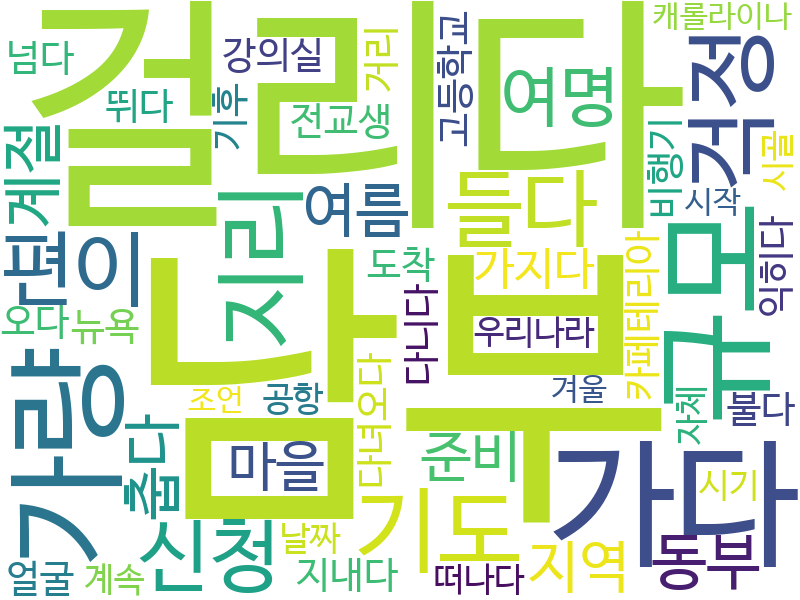 캐롤라이나
넘다
강의실
거리
고등학교
걱정
걸리다
여명
뛰다
기후
전교생
계절
비행기
시골
시작
들다
여름
지리
편의
도착
가지다
카페테리아
규모
익히다
오다
뉴욕
다니다
우리나라
남부
가량
조언
공항
다녀오다
겨울
자체
불다
춥다
마을
준비
가다
시기
신청
날짜
기도
지역
동부
얼굴
계속
지내다
떠나다